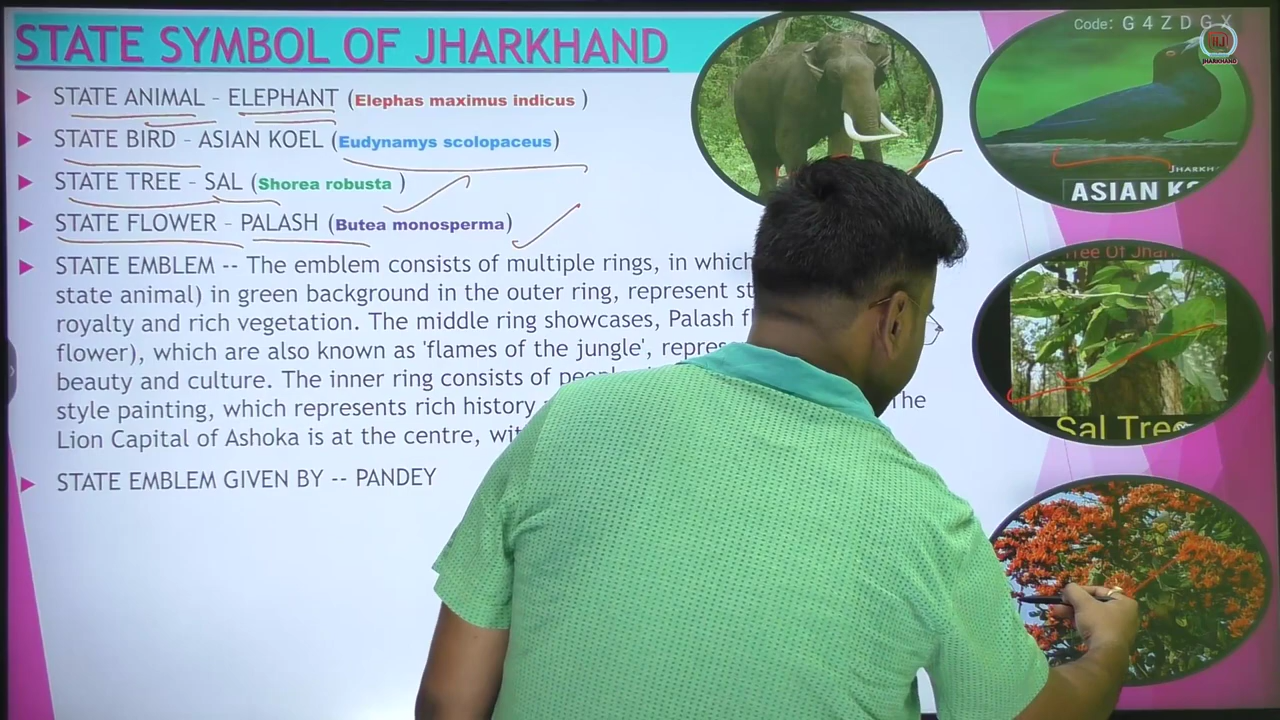 Code: G 4 Z D G X
JHARKHAND
STATE SYMBOL OF JHARKHAND
STATE ANIMAL – ELEPHANT (Elephas maximus indicus )
STATE BIRD – ASIAN KOEL (Eudynamys scolopaceus)
STATE TREE – SAL (Shorea robusta )
STATE FLOWER – PALASH (Butea monosperma)
STATE EMBLEM -- The emblem consists of multiple rings, in which
state animal) in green background in the outer ring, represent
royalty and rich vegetation. The middle ring showcases, Palash
flower), which are also known as 'flames of the jungle',
beauty and culture. The inner ring consists of
style painting, which represents rich history The
Lion Capital of Ashoka is at the centre,
STATE EMBLEM GIVEN BY -- PANDEY
ASIAN
Tree Of
Sal Tree